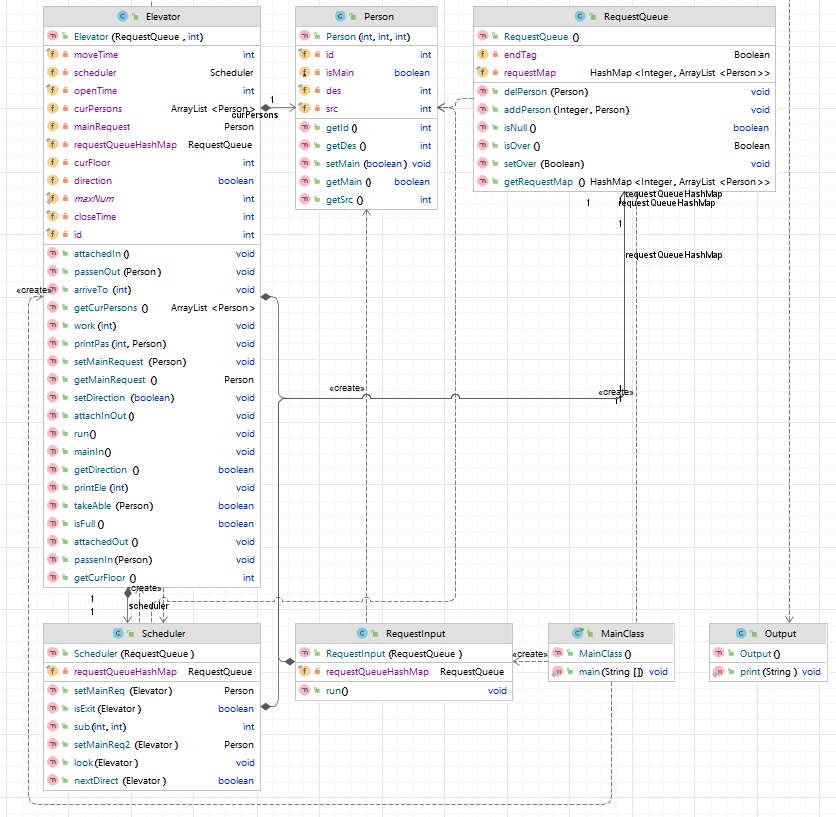 Elevator
Elevator (RequestQueue , int)
moveTime int
scheduler Scheduler
openTime int
curPersons ArrayList <Person>
mainRequest Person
requestQueueHashMap RequestQueue
curFloor int
direction boolean
maxNum int
closeTime int
id int
attachedIn () void
passenOut (Person) void
arriveTo (int) void
getCurPersons () ArrayList <Person>
work (int) void
printPas (int, Person) void
setMainRequest (Person) void
getMainRequest () Person
setDirection (boolean) void
attachInOut () void
run() void
mainIn() void
getDirection () boolean
printEle (int) void
takeAble (Person) boolean
isFull () boolean
attachedOut () void
passenIn (Person) void
getCurFloor () int
Person
Person (int, int, int)
id int
isMain boolean
des int
src int
getId () int
getDes () int
setMain (boolean) void
getMain () boolean
getSrc () int
RequestQueue
RequestQueue ()
endTag Boolean
requestMap HashMap <Integer, ArrayList <Person>>
delPerson (Person) void
addPerson (Integer, Person) void
isNull () boolean
isOver () Boolean
setOver (Boolean) void
getRequestMap () HashMap <Integer, ArrayList <Person>>
1
curPersons
requestQueueHashMap
1
requestQueueHashMap
1
requestQueueHashMap
«create»
«create»
«create»
1
1
create»
1
scheduler
1
«create»
Scheduler
Scheduler (RequestQueue )
requestQueueHashMap RequestQueue
setMainReq (Elevator) Person
isExit (Elevator ) boolean
sub (int, int) int
setMainReq2 (Elevator ) Person
look (Elevator ) void
nextDirect (Elevator ) boolean
RequestInput
RequestInput (RequestQueue )
requestQueueHashMap RequestQueue
run() void
MainClass
MainClass ()
main (String []) void
Output
Output ()
print (String ) void